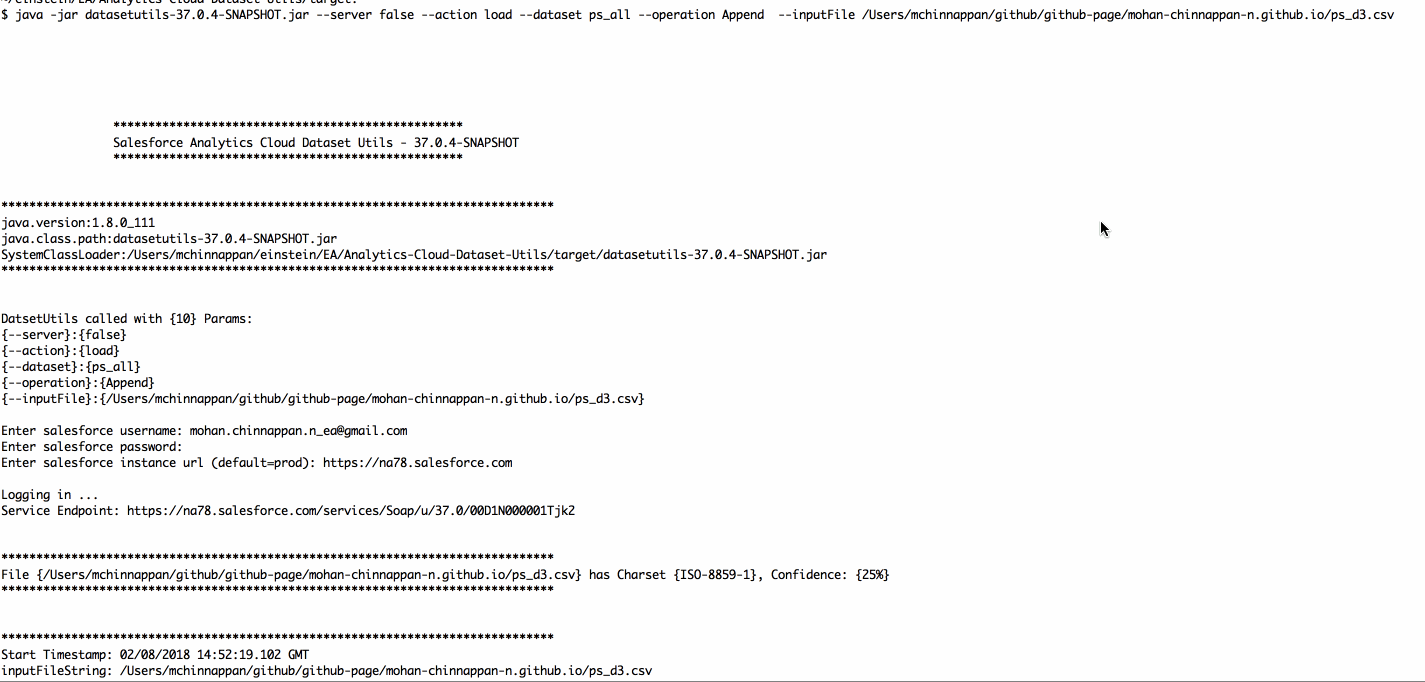 ~/einstein/EA/Analytics-Cloud-Dataset-Utils/target:
$ java -jar datasetutils-37.0.4-SNAPSHOT.jar --server false --action load --dataset ps_all --operation Append  --inputFile /Users/mchinnappan/github/github-page/mohan-chinnappan-n.github.io/ps_d3.csv
**************************************************
Salesforce Analytics Cloud Dataset Utils - 37.0.4-SNAPSHOT
**************************************************
*******************************************************************************
java.version:1.8.0_111
java.class.path:datasetutils-37.0.4-SNAPSHOT.jar
SystemClassLoader:/Users/mchinnappan/einstein/EA/Analytics-Cloud-Dataset-Utils/target/datasetutils-37.0.4-SNAPSHOT.jar
*******************************************************************************
DatsetUtils called with {10} Params:
{--server}:{false}
{--action}:{load}
{--dataset}:{ps_all}
{--operation}:{Append}
{--inputFile}:{/Users/mchinnappan/github/github-page/mohan-chinnappan-n.github.io/ps_d3.csv}
Enter salesforce username: mohan.chinnappan.n_ea@gmail.com
Enter salesforce password:
Enter salesforce instance url (default=prod): https://na78.salesforce.com
Logging in ...
Service Endpoint: https://na78.salesforce.com/services/Soap/u/37.0/00D1N000001Tjk2
*******************************************************************************
File {/Users/mchinnappan/github/github-page/mohan-chinnappan-n.github.io/ps_d3.csv} has Charset {ISO-8859-1}, Confidence: {25%}
*******************************************************************************
*******************************************************************************
Start Timestamp: 02/08/2018 14:52:19.102 GMT
inputFileString: /Users/mchinnappan/github/github-page/mohan-chinnappan-n.github.io/ps_d3.csv